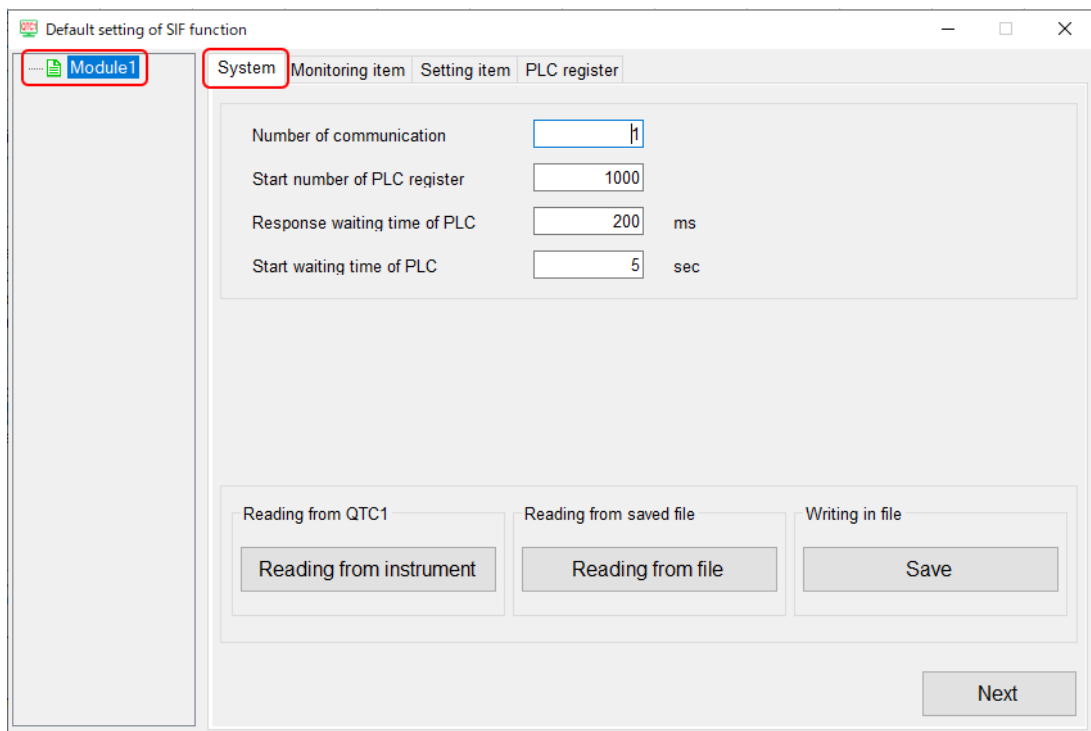 QTC1
Default setting of SIF function
Module1
System Monitoring item Setting item PLC register
Number of communication 1
Start number of PLC register 1000
Response waiting time of PLC 200 ms
Start waiting time of PLC 5 sec
Reading from QTC1 Reading from saved file Writing in file
Reading from instrument Reading from file Save
Next